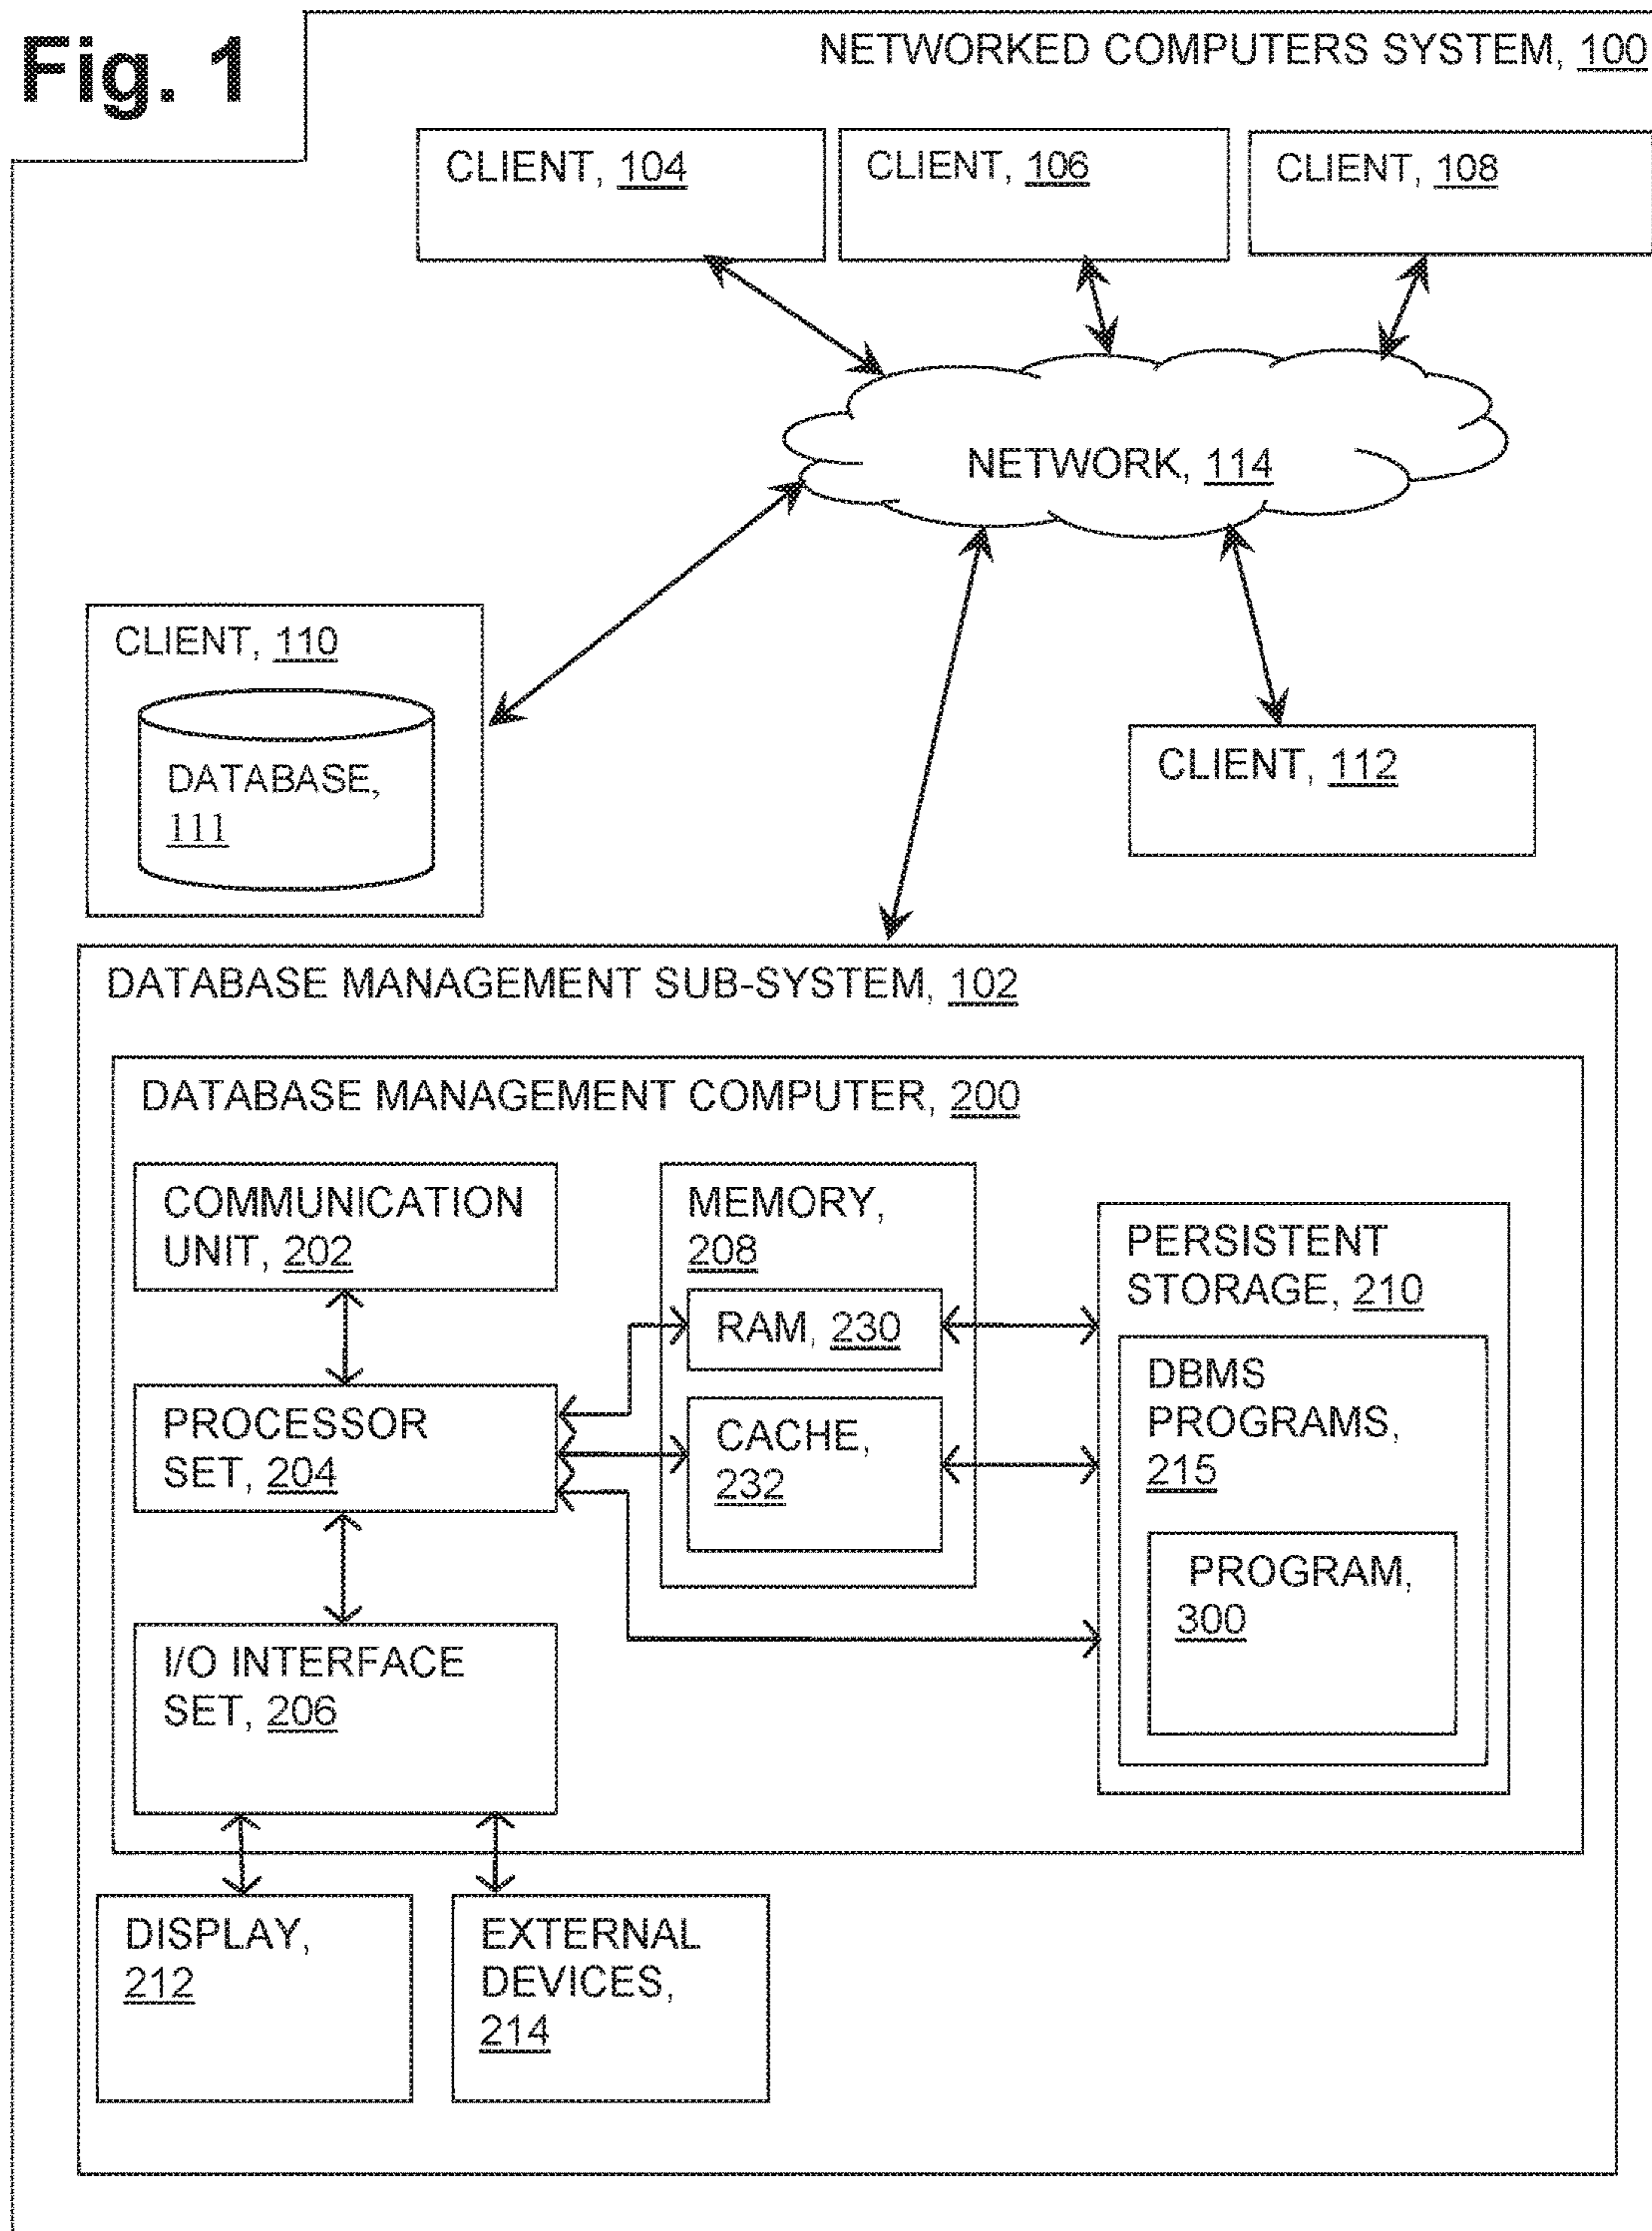 Fig. 1
NETWORKED COMPUTERS SYSTEM, 100
CLIENT, 104
CLIENT, 106
CLIENT, 108
NETWORK, 114
CLIENT, 110
DATABASE,
111
CLIENT, 112
DATABASE MANAGEMENT SUB-SYSTEM, 102
DATABASE MANAGEMENT COMPUTER, 200
COMMUNICATION
UNIT, 202
PROCESSOR
SET, 204
I/O INTERFACE
SET, 206
MEMORY,
208
RAM, 230
CACHE,
232
PERSISTENT
STORAGE, 210
DBMS
PROGRAMS,
215
PROGRAM,
300
DISPLAY,
212
EXTERNAL
DEVICES,
214